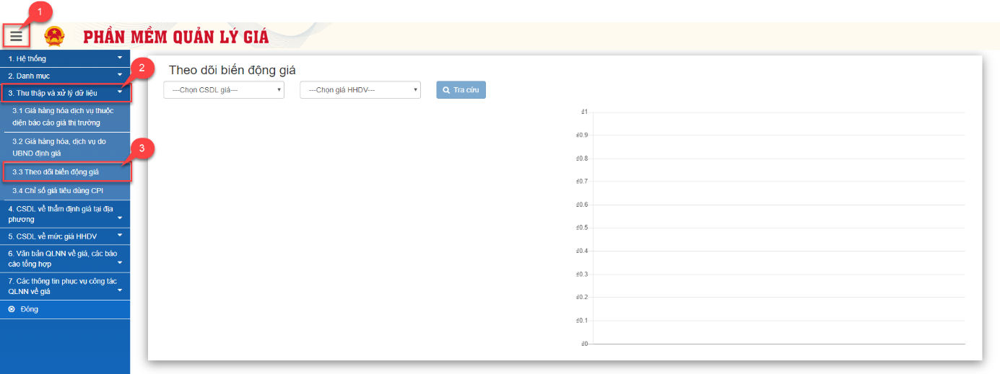 1
PHẦN MỀM QUẢN LÝ GIÁ
1. Hệ thống
2. Danh mục
2
3. Thu thập và xử lý dữ liệu
3.1 Giá hàng hóa dịch vụ thuộc
diện báo cáo giá thị trường
3.2 Giá hàng hóa, dịch vụ do
UBND định giá
3
3.3 Theo dõi biến động giá
3.4 Chỉ số giá tiêu dùng CPI
4. CSDL về thẩm định giá tại địa
phương
5. CSDL về mức giá HHDV
6. Văn bản QLNN về giá, các báo
cáo tổng hợp
7. Các thông tin phục vụ công tác
QLNN về giá
Đóng
Theo dõi biến động giá
---Chọn CSDL giá--- ---Chọn giá HHDV--- Tra cứu
₫1
₫0.9
₫0.8
₫0.7
₫0.6
₫0.5
₫0.4
₫0.3
₫0.2
₫0.1
₫0